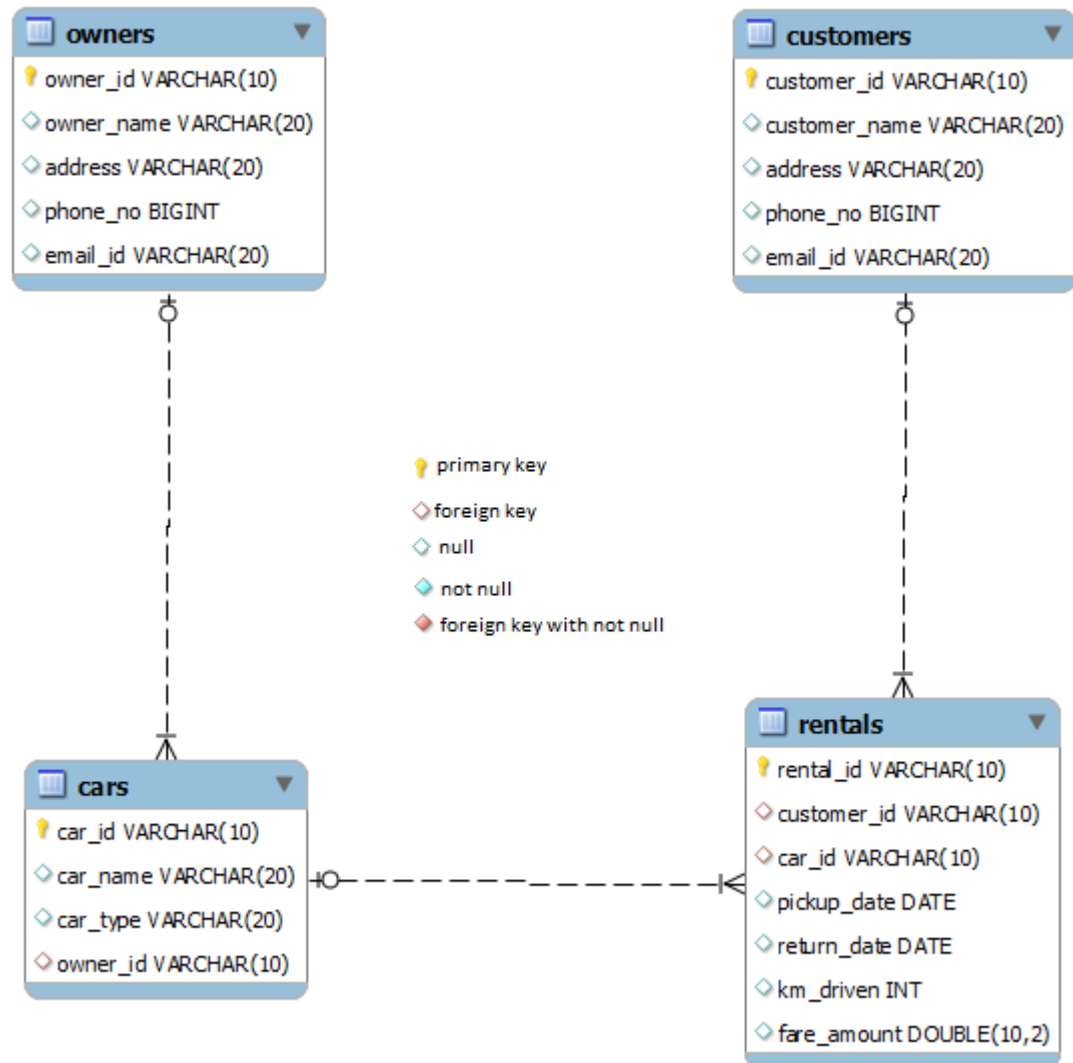 owners
owner_id VARCHAR(10)
owner_name VARCHAR(20)
address VARCHAR(20)
phone_no BIGINT
email_id VARCHAR(20)
customers
customer_id VARCHAR(10)
customer_name VARCHAR(20)
address VARCHAR(20)
phone_no BIGINT
email_id VARCHAR(20)
primary key
foreign key
null
not null
foreign key with not null
cars
car_id VARCHAR(10)
car_name VARCHAR(20)
car_type VARCHAR(20)
owner_id VARCHAR(10)
rentals
rental_id VARCHAR(10)
customer_id VARCHAR(10)
car_id VARCHAR(10)
pickup_date DATE
return_date DATE
km_driven INT
fare_amount DOUBLE(10,2)